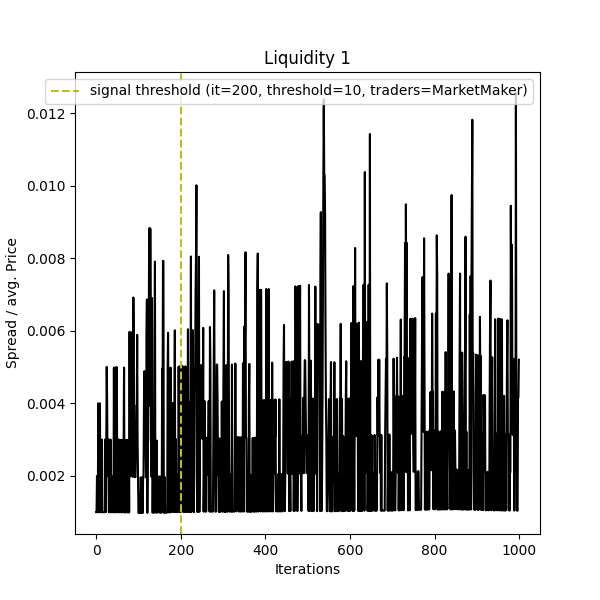 Liquidity 1
signal threshold (it=200, threshold=10, traders=MarketMaker)
0.012
0.010
0.008
0.006
0.004
0.002
Spread / avg. Price
0 200 400 600 800 1000
Iterations